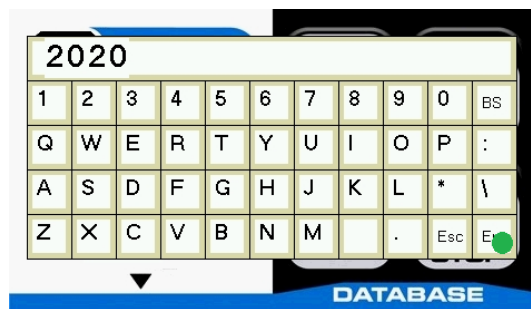 2020
1 2 3 4 5 6 7 8 9 0 BS
Q W E R T Y U I O P :
A S D F G H J K L * \
Z X C V B N M . Esc
DATABASE